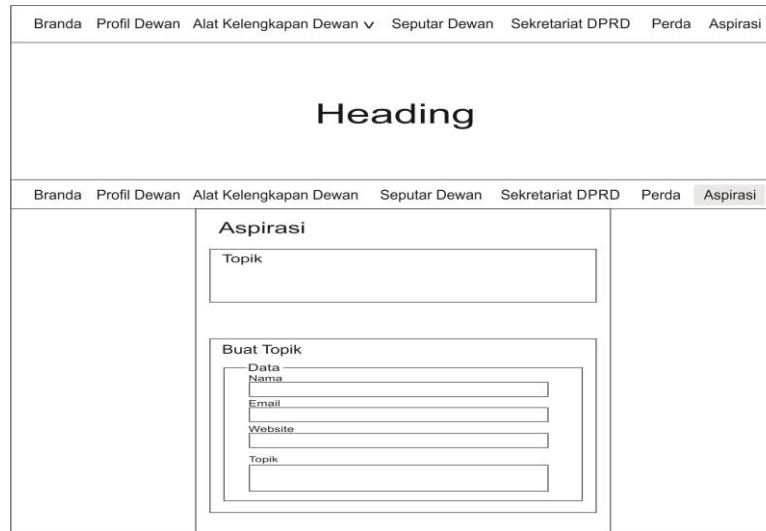 Branda Profil Dewan Alat Kelengkapan Dewan Seputar Dewan Sekretariat DPRD Perda Aspirasi
Heading
Branda Profil Dewan Alat Kelengkapan Dewan Seputar Dewan Sekretariat DPRD Perda Aspirasi
Aspirasi
Topik
Buat Topik
Data
Nama
Email
Website
Topik